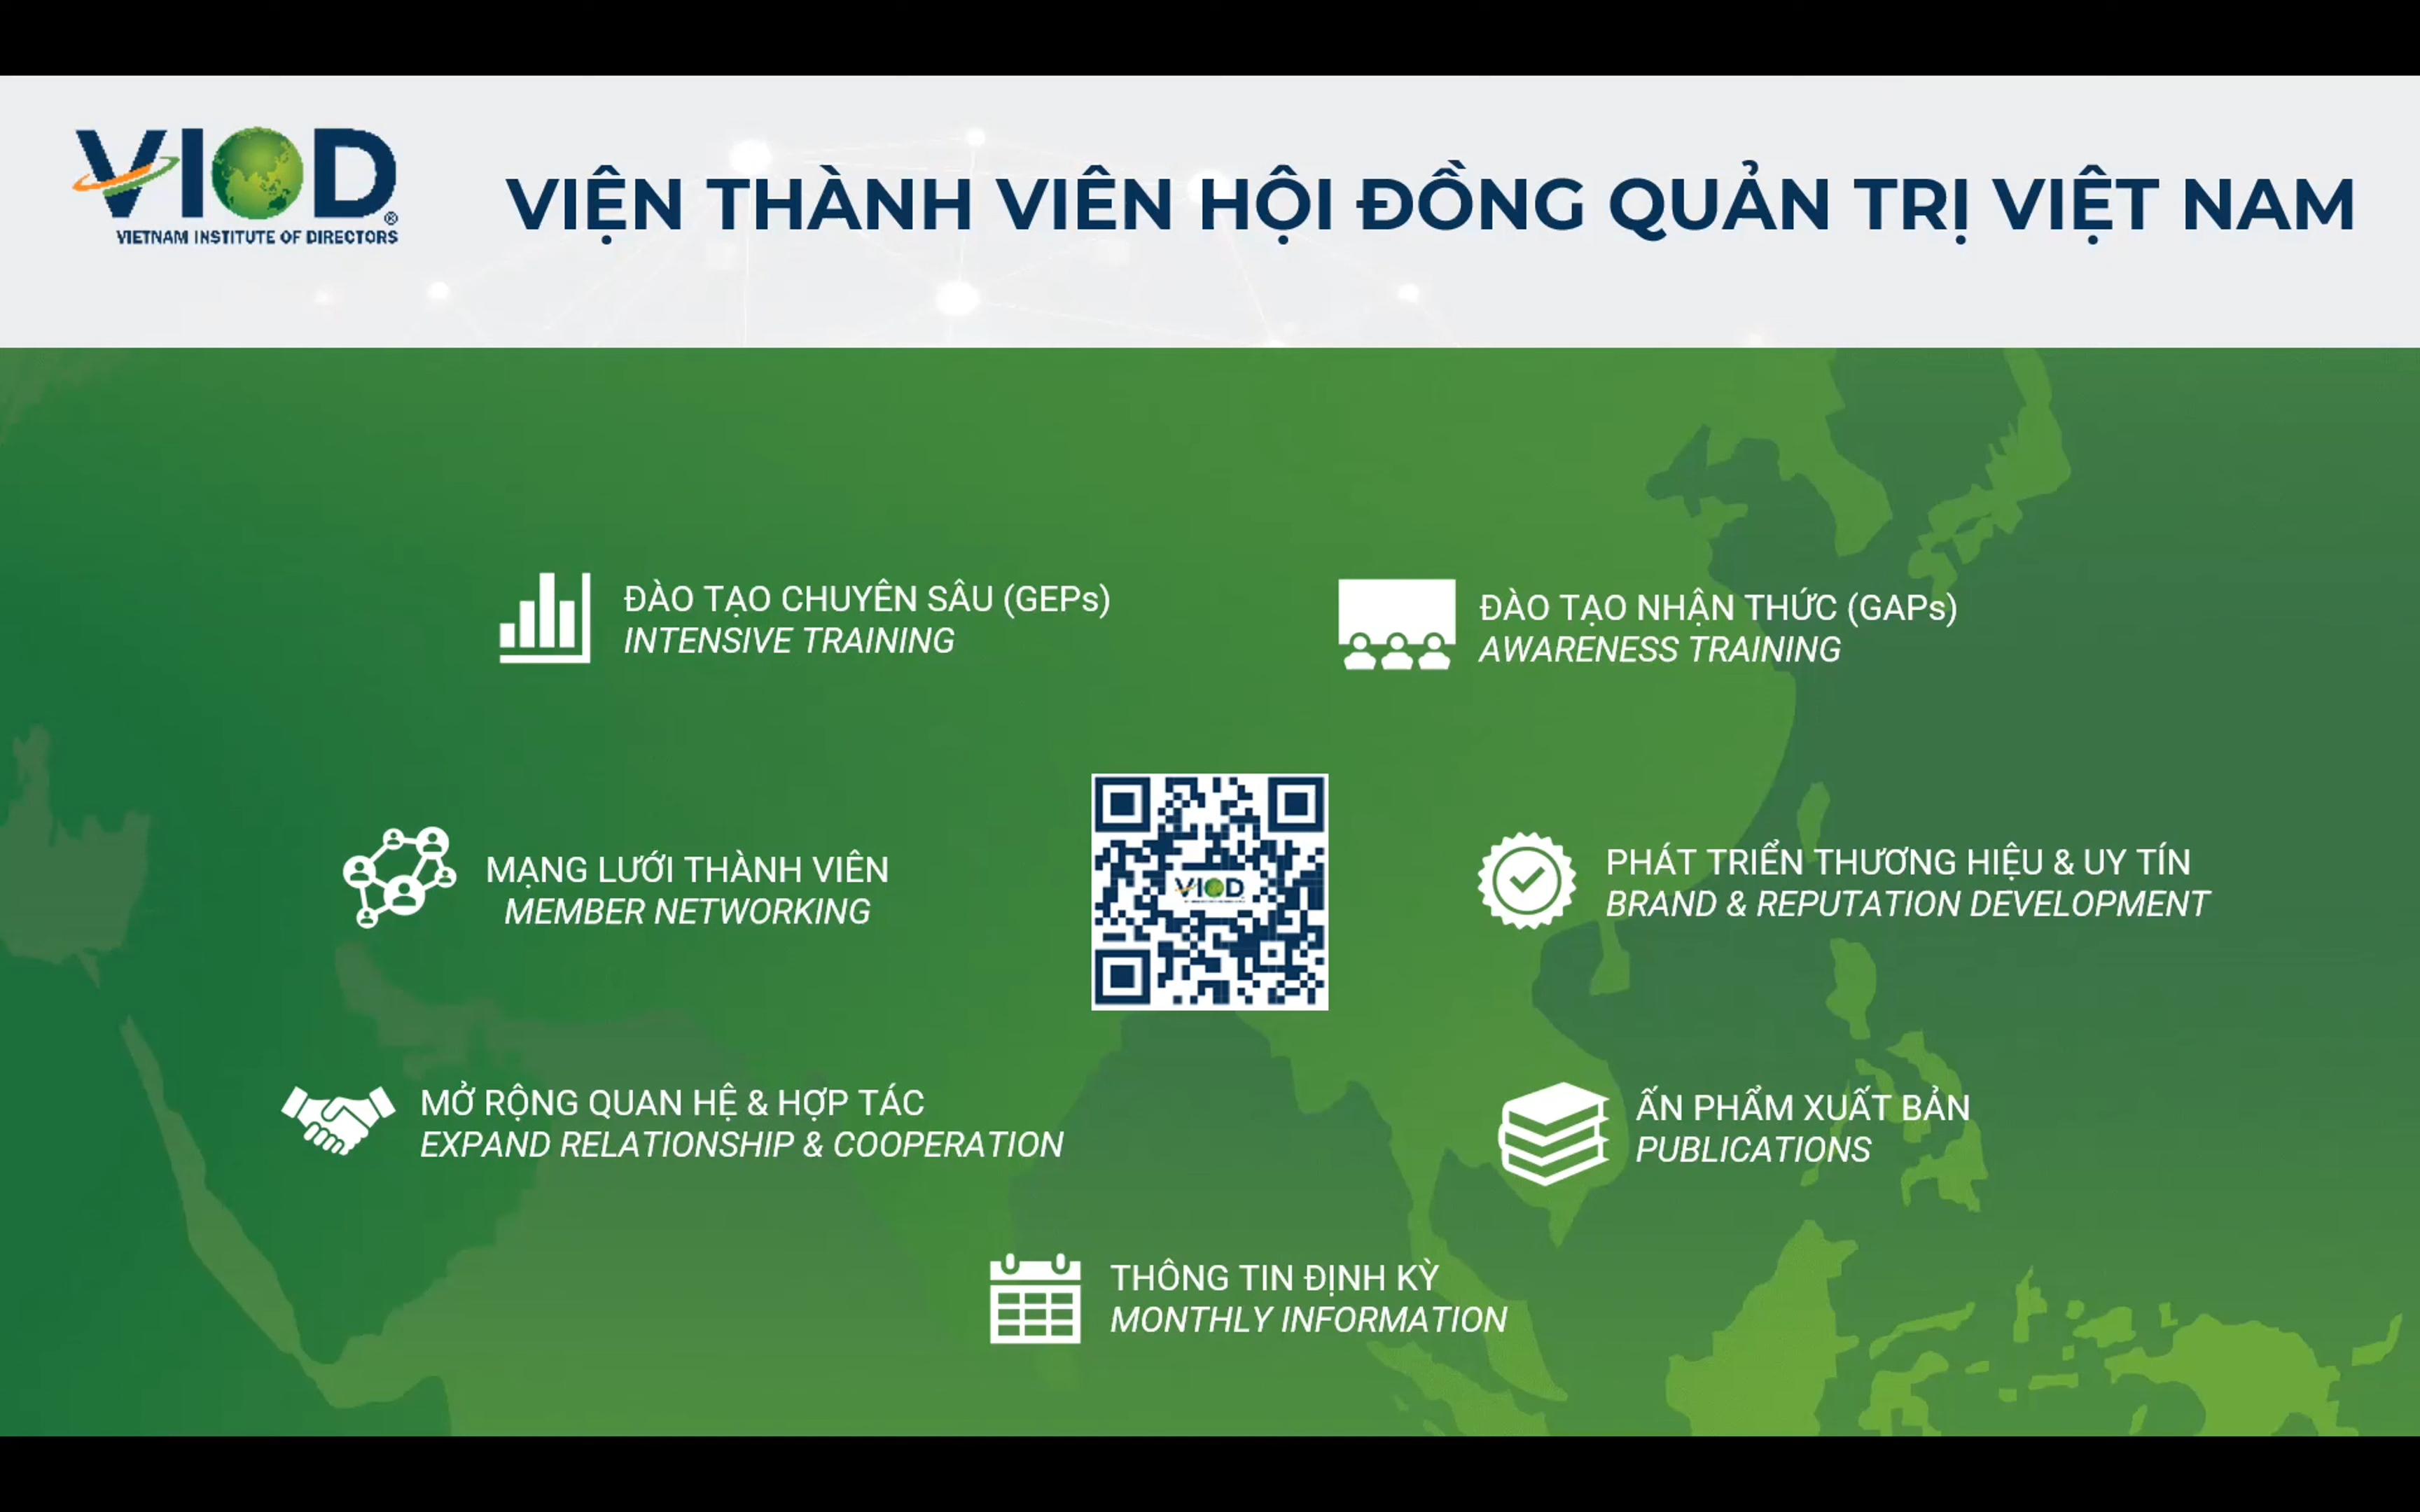 VIOD
VIETNAM INSTITUTE OF DIRECTORS
VIỆN THÀNH VIÊN HỘI ĐỒNG QUẢN TRỊ VIỆT NAM
ĐÀO TẠO CHUYÊN SÂU (GEPs)
INTENSIVE TRAINING
ĐÀO TẠO NHẬN THỨC (GAPs)
AWARENESS TRAINING
MẠNG LƯỚI THÀNH VIÊN
MEMBER NETWORKING
VIOD
PHÁT TRIỂN THƯƠNG HIỆU & UY TÍN
BRAND & REPUTATION DEVELOPMENT
MỞ RỘNG QUAN HỆ & HỢP TÁC
EXPAND RELATIONSHIP & COOPERATION
ẤN PHẨM XUẤT BẢN
PUBLICATIONS
THÔNG TIN ĐỊNH KỲ
MONTHLY INFORMATION